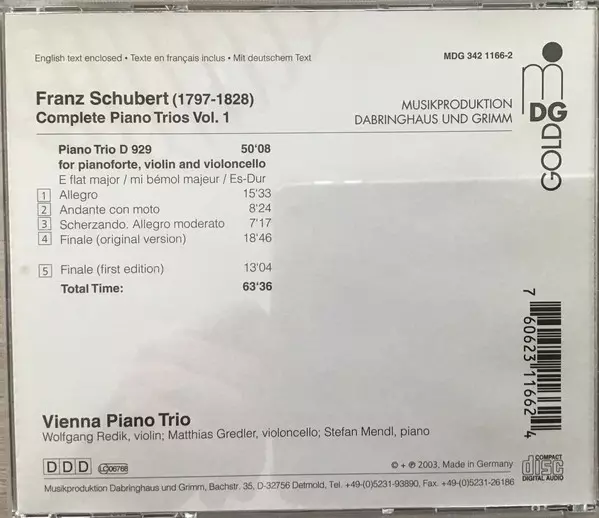 English text enclosed • Texte en français inclus • Mit deutschem Text
MDG 342 1166-2
Franz Schubert (1797-1828)
Complete Piano Trios Vol. 1
MUSIKPRODUKTION
DABRINGHAUS UND GRIMM
DG
GOLD
Piano Trio D 929 50'08
for pianoforte, violin and violoncello
E flat major / mi bémol majeur / Es-Dur
1 Allegro 15'33
2 Andante con moto 8'24
3 Scherzando. Allegro moderato 7'17
4 Finale (original version) 18'46
5 Finale (first edition) 13'04
Total Time: 63'36
7 60623 11662 4
Vienna Piano Trio
Wolfgang Redik, violin; Matthias Gredler, violoncello; Stefan Mendl, piano
DDD
LC06768
© + ℗ 2003, Made in Germany
COMPACT
disc
DIGITAL AUDIO
Musikproduktion Dabringhaus und Grimm, Bachstr. 35, D-32756 Detmold, Tel. +49-(0)5231-93890, Fax +49-(0)5231-26186